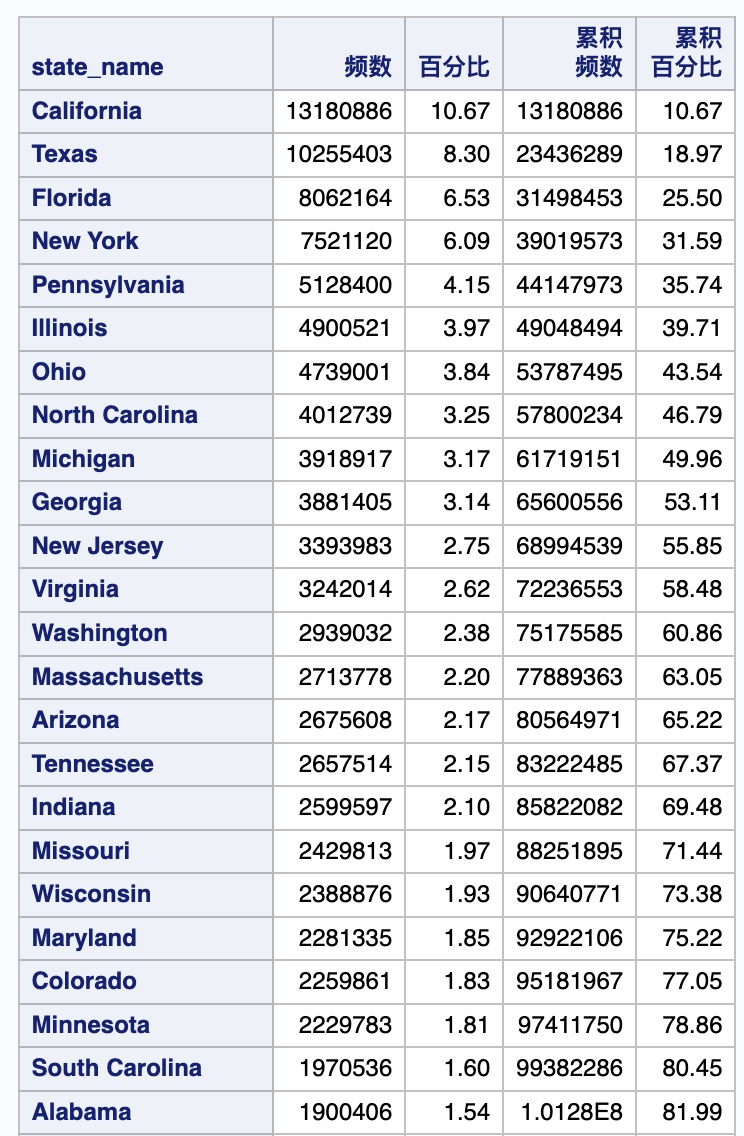 state_name 频数 百分比 累积频数 累积百分比
California 13180886 10.67 13180886 10.67
Texas 10255403 8.30 23436289 18.97
Florida 8062164 6.53 31498453 25.50
New York 7521120 6.09 39019573 31.59
Pennsylvania 5128400 4.15 44147973 35.74
Illinois 4900521 3.97 49048494 39.71
Ohio 4739001 3.84 53787495 43.54
North Carolina 4012739 3.25 57800234 46.79
Michigan 3918917 3.17 61719151 49.96
Georgia 3881405 3.14 65600556 53.11
New Jersey 3393983 2.75 68994539 55.85
Virginia 3242014 2.62 72236553 58.48
Washington 2939032 2.38 75175585 60.86
Massachusetts 2713778 2.20 77889363 63.05
Arizona 2675608 2.17 80564971 65.22
Tennessee 2657514 2.15 83222485 67.37
Indiana 2599597 2.10 85822082 69.48
Missouri 2429813 1.97 88251895 71.44
Wisconsin 2388876 1.93 90640771 73.38
Maryland 2281335 1.85 92922106 75.22
Colorado 2259861 1.83 95181967 77.05
Minnesota 2229783 1.81 97411750 78.86
South Carolina 1970536 1.60 99382286 80.45
Alabama 1900406 1.54 1.0128E8 81.99